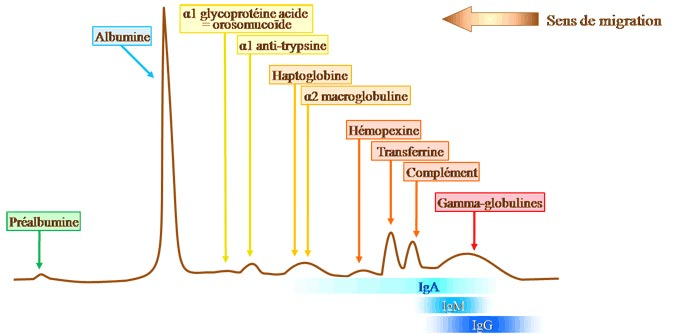 α1 glycoprotéine acide
= orosomucoïde
Sens de migration
Albumine
α1 anti-trypsine
Haptoglobine
α2 macroglobuline
Hémopexine
Transferrine
Complément
Gamma-globulines
Préalbumine
IgA
IgM
IgG